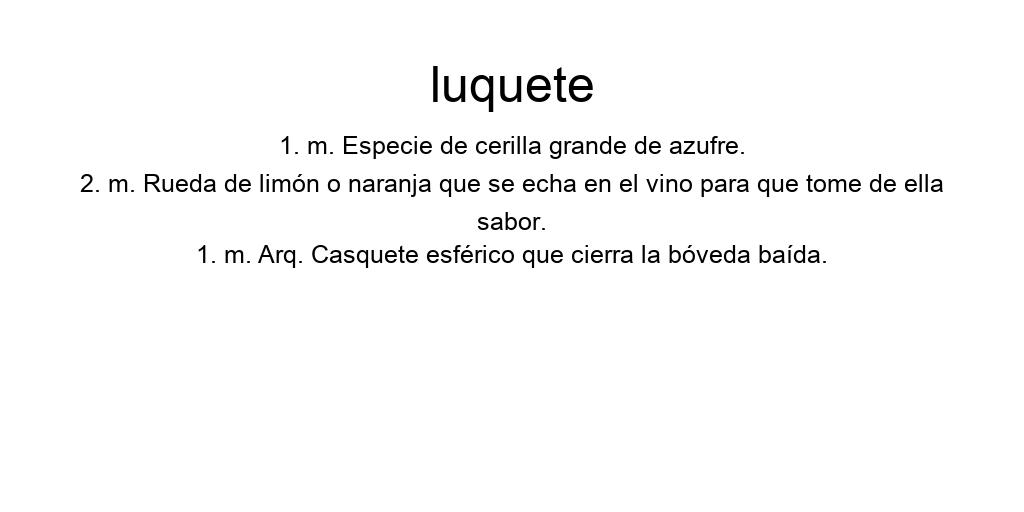 luquete
1. m. Especie de cerilla grande de azufre.
2. m. Rueda de limón o naranja que se echa en el vino para que tome de ella
sabor.
1. m. Arq. Casquete esférico que cierra la bóveda baída.